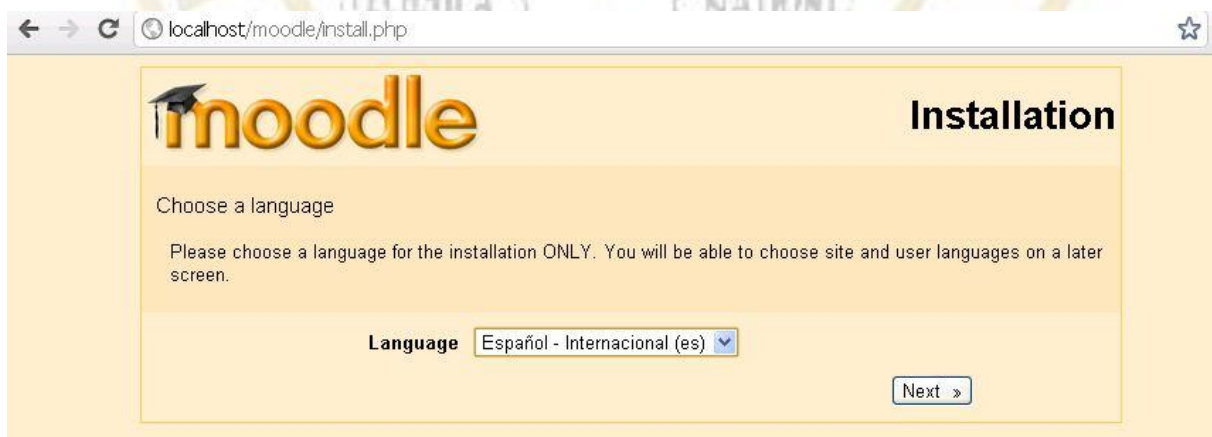 localhost/moodle/install.php
moodle
Installation
Choose a language
Please choose a language for the installation ONLY. You will be able to choose site and user languages on a later
screen.
Language Español - Internacional (es)
Next »